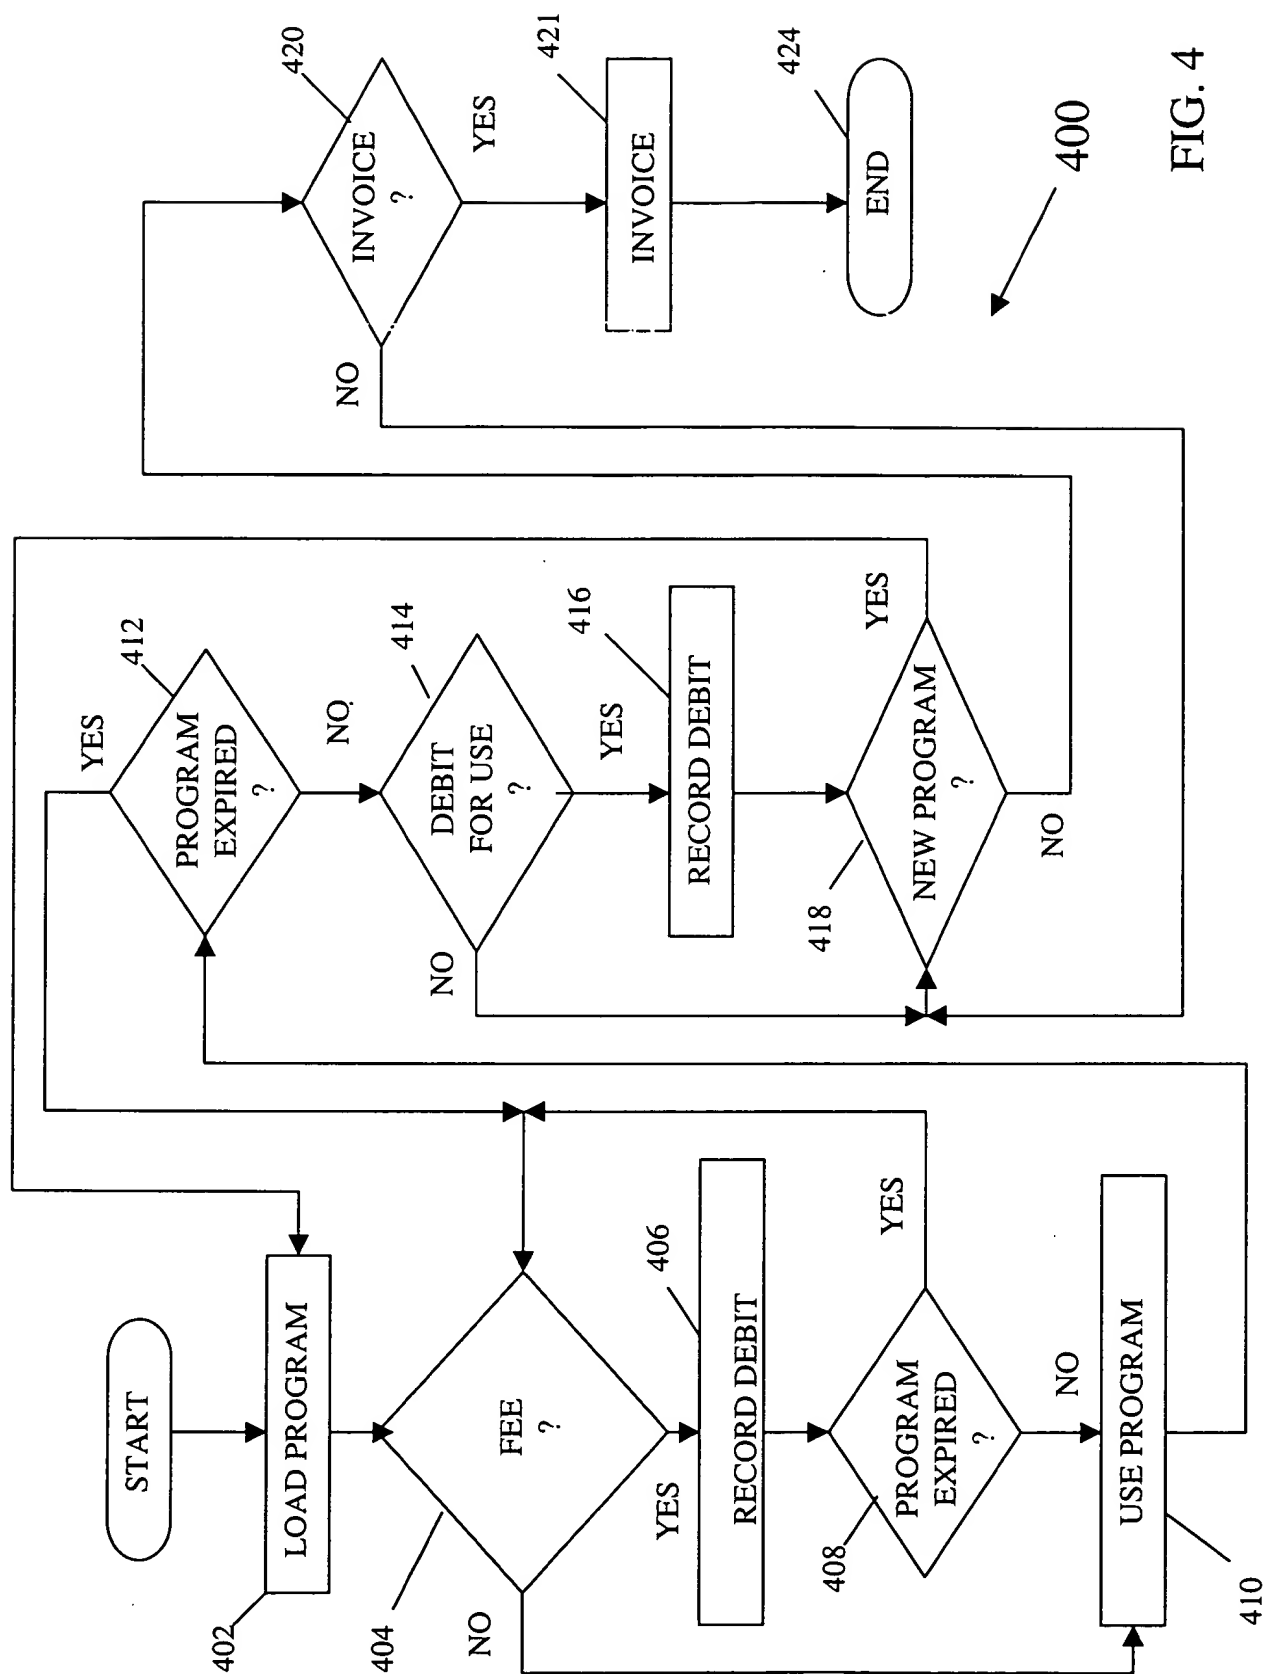 START
402
LOAD PROGRAM
404
FEE
?
NO
YES
406
RECORD DEBIT
408
PROGRAM
EXPIRED
?
YES
NO
410
USE PROGRAM
412
YES
PROGRAM
EXPIRED
?
NO
414
DEBIT
FOR USE
?
NO
YES
416
RECORD DEBIT
418
NEW PROGRAM
?
YES
NO
420
INVOICE
?
NO
YES
421
INVOICE
424
END
400
FIG. 4